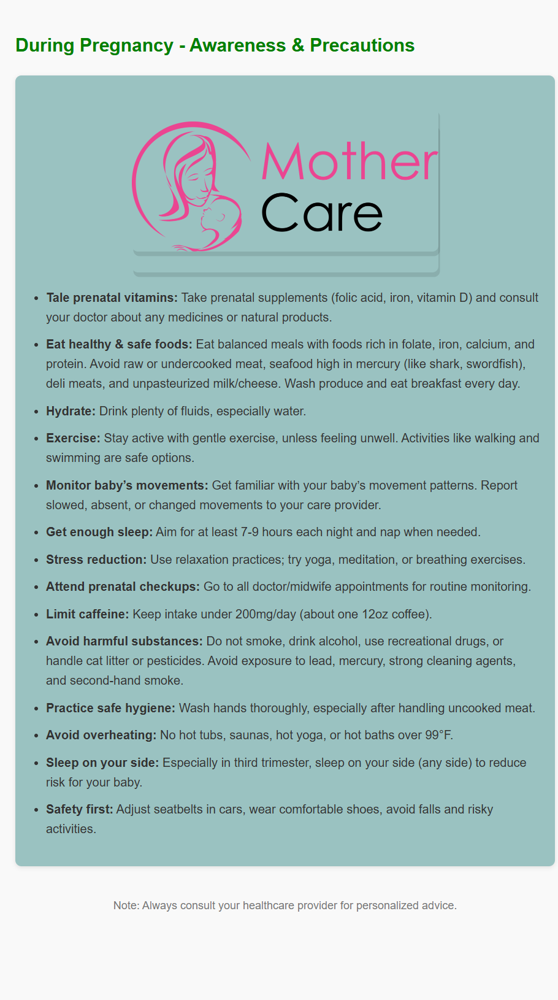 During Pregnancy - Awareness & Precautions
Mother
Care
• Tale prenatal vitamins: Take prenatal supplements (folic acid, iron, vitamin D) and consult
your doctor about any medicines or natural products.
• Eat healthy & safe foods: Eat balanced meals with foods rich in folate, iron, calcium, and
protein. Avoid raw or undercooked meat, seafood high in mercury (like shark, swordfish),
deli meats, and unpasteurized milk/cheese. Wash produce and eat breakfast every day.
• Hydrate: Drink plenty of fluids, especially water.
• Exercise: Stay active with gentle exercise, unless feeling unwell. Activities like walking and
swimming are safe options.
• Monitor baby’s movements: Get familiar with your baby’s movement patterns. Report
slowed, absent, or changed movements to your care provider.
• Get enough sleep: Aim for at least 7-9 hours each night and nap when needed.
• Stress reduction: Use relaxation practices; try yoga, meditation, or breathing exercises.
• Attend prenatal checkups: Go to all doctor/midwife appointments for routine monitoring.
• Limit caffeine: Keep intake under 200mg/day (about one 12oz coffee).
• Avoid harmful substances: Do not smoke, drink alcohol, use recreational drugs, or
handle cat litter or pesticides. Avoid exposure to lead, mercury, strong cleaning agents,
and second-hand smoke.
• Practice safe hygiene: Wash hands thoroughly, especially after handling uncooked meat.
• Avoid overheating: No hot tubs, saunas, hot yoga, or hot baths over 99°F.
• Sleep on your side: Especially in third trimester, sleep on your side (any side) to reduce
risk for your baby.
• Safety first: Adjust seatbelts in cars, wear comfortable shoes, avoid falls and risky
activities.
Note: Always consult your healthcare provider for personalized advice.